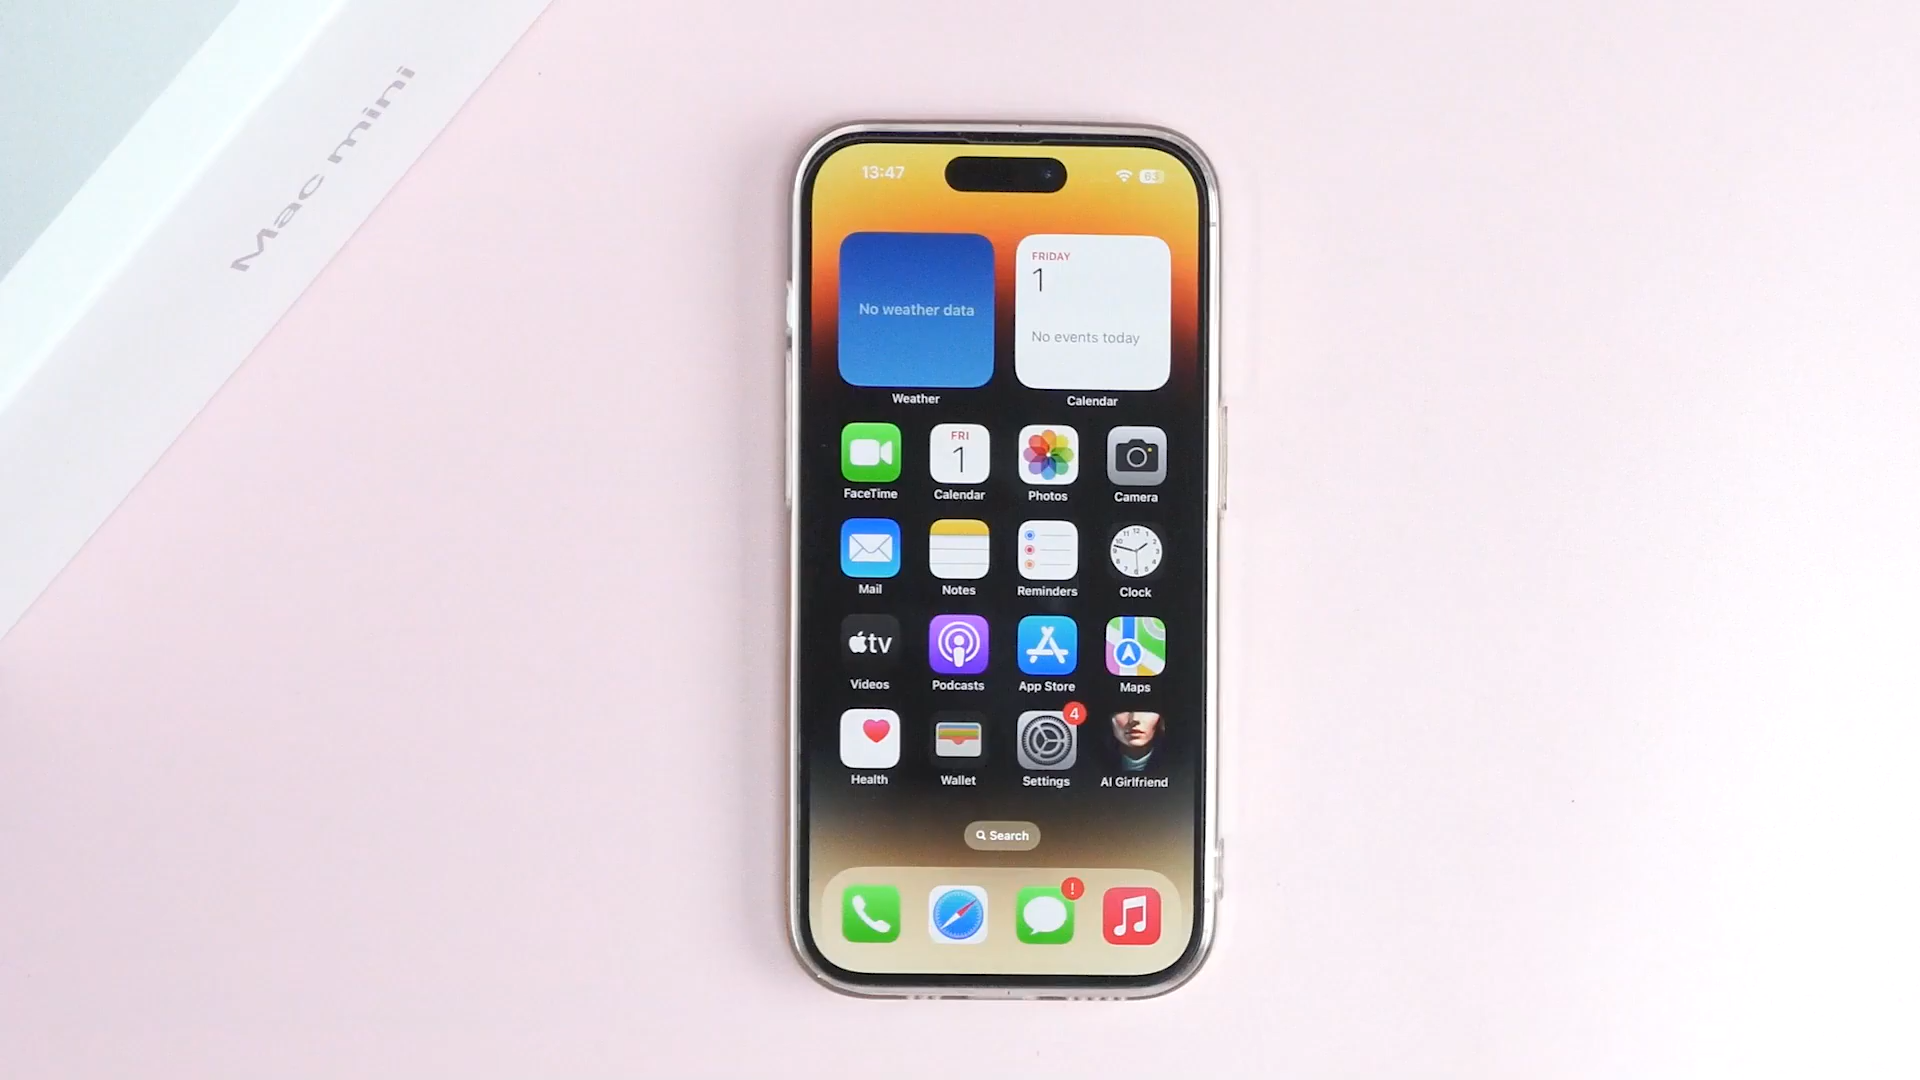 Mac mini
13:47
63
No weather data
Weather
FRIDAY
1
No events today
Calendar
FaceTime
FRI
1
Calendar
Photos
Camera
Mail
Notes
Reminders
Clock
tv
Videos
Podcasts
App Store
Maps
Health
Wallet
4
Settings
AI Girlfriend
Search
!